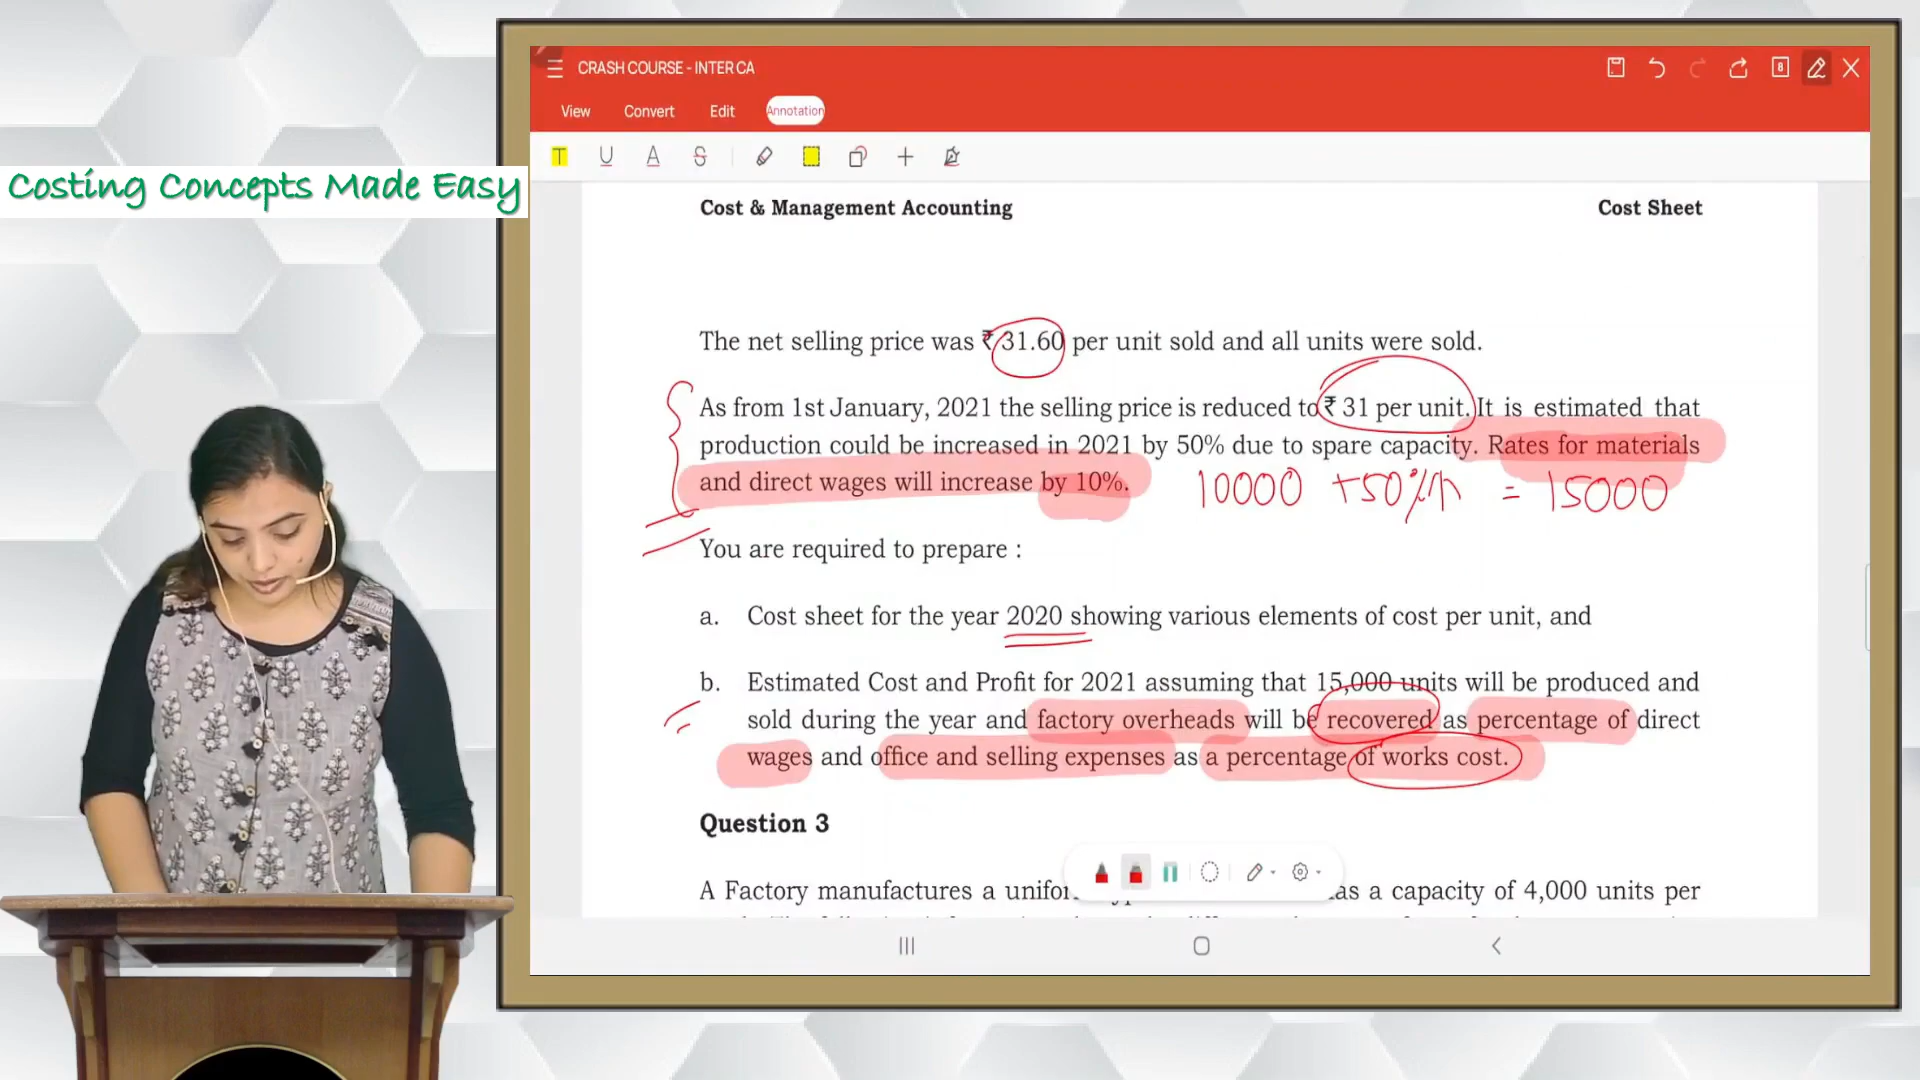 CRASH COURSE - INTER CA
View Convert Edit Annotation
Costing Concepts Made Easy
Cost & Management Accounting Cost Sheet
The net selling price was ₹ 31.60 per unit sold and all units were sold.
As from 1st January, 2021 the selling price is reduced to ₹ 31 per unit. It is estimated that
production could be increased in 2021 by 50% due to spare capacity. Rates for materials
and direct wages will increase by 10%. 10000 +50%↑ = 15000
You are required to prepare :
a. Cost sheet for the year 2020 showing various elements of cost per unit, and
b. Estimated Cost and Profit for 2021 assuming that 15,000 units will be produced and
sold during the year and factory overheads will be recovered as percentage of direct
wages and office and selling expenses as a percentage of works cost.
Question 3
A Factory manufactures a as a capacity of 4,000 units per